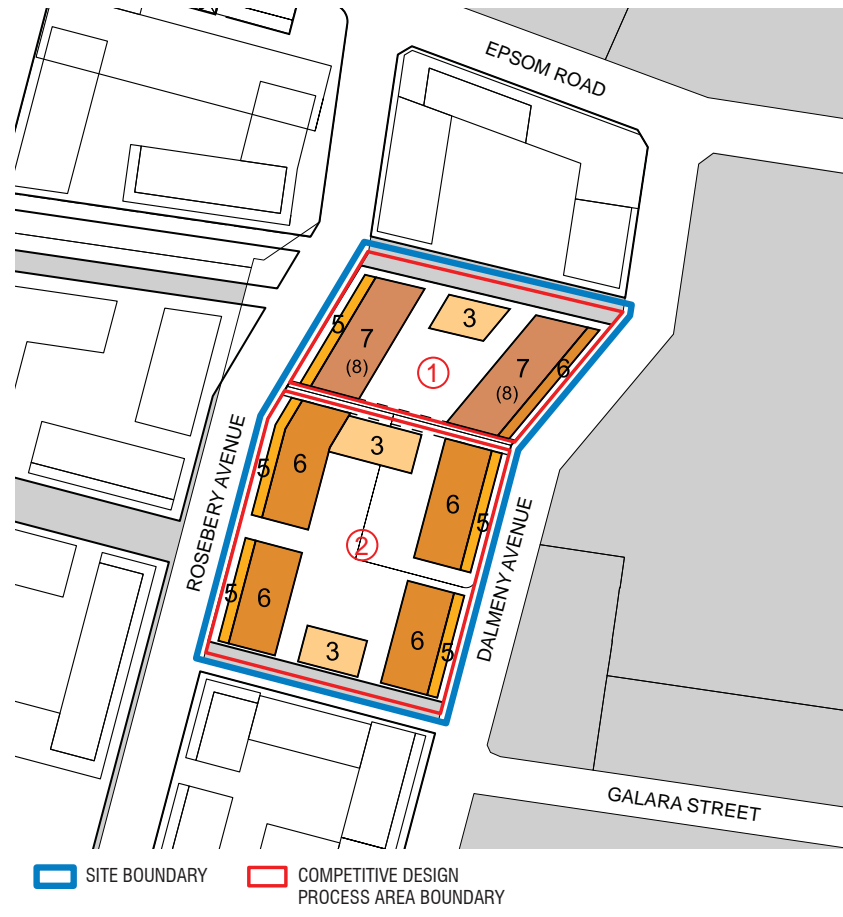 EPSOM ROAD
3
5
7
(8)
7
(8)
6
1
3
5
6
6
5
2
ROSEBERY AVENUE
DALMENY AVENUE
5
6
6
5
3
GALARA STREET
SITE BOUNDARY
COMPETITIVE DESIGN
PROCESS AREA BOUNDARY